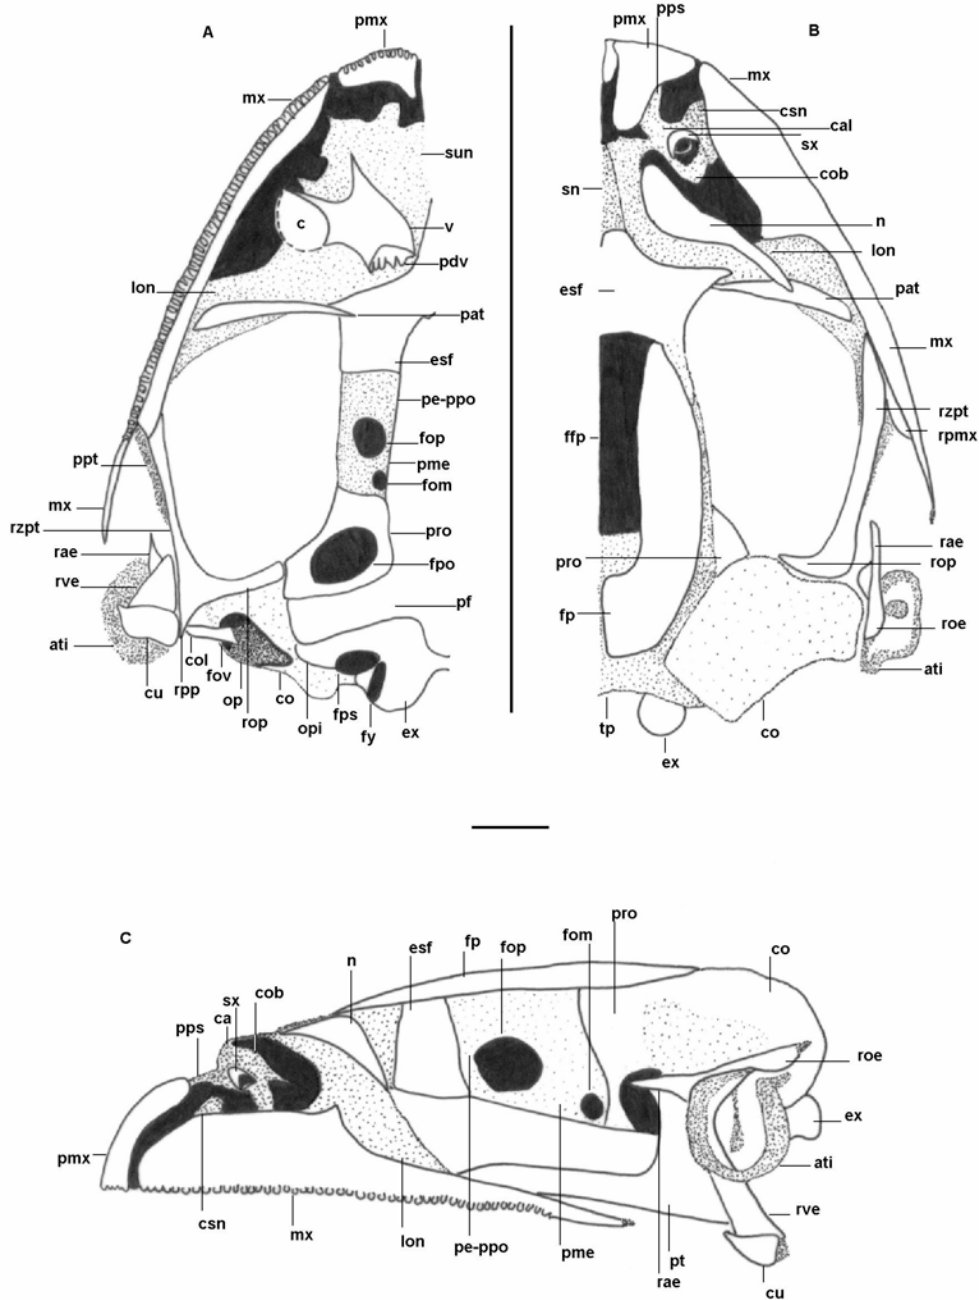 A
pmx
mx
sun
c
v
pdv
lon
pat
esf
pe-ppo
fop
pme
fom
ppt
mx
rzpt
pro
rae
fpo
rve
pf
ati
cu
rpp
col
fov
op
rop
co
opi
fps
fy
ex
B
pmx
pps
mx
csn
cal
sx
cob
sn
n
lon
esf
pat
mx
rzpt
ffp
rpmx
rae
pro
rop
fp
roe
ati
tp
ex
co
C
n
esf
fp
fop
fom
pro
co
sx
cob
ca
pps
roe
ex
pmx
ati
csn
mx
lon
pe-ppo
pme
pt
rae
rve
cu